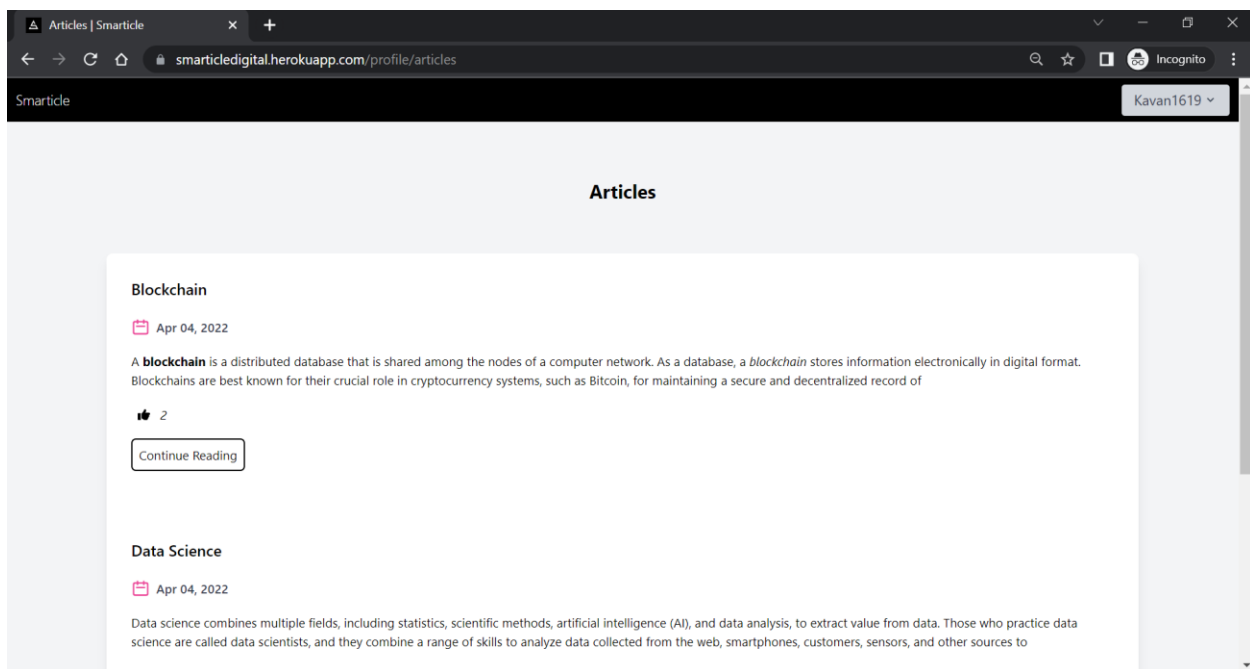 Articles | Smarticle
smarticledigital.herokuapp.com/profile/articles
Incognito
Smarticle
Kavan1619
Articles
Blockchain
Apr 04, 2022
A blockchain is a distributed database that is shared among the nodes of a computer network. As a database, a blockchain stores information electronically in digital format.
Blockchains are best known for their crucial role in cryptocurrency systems, such as Bitcoin, for maintaining a secure and decentralized record of
2
Continue Reading
Data Science
Apr 04, 2022
Data science combines multiple fields, including statistics, scientific methods, artificial intelligence (AI), and data analysis, to extract value from data. Those who practice data
science are called data scientists, and they combine a range of skills to analyze data collected from the web, smartphones, customers, sensors, and other sources to